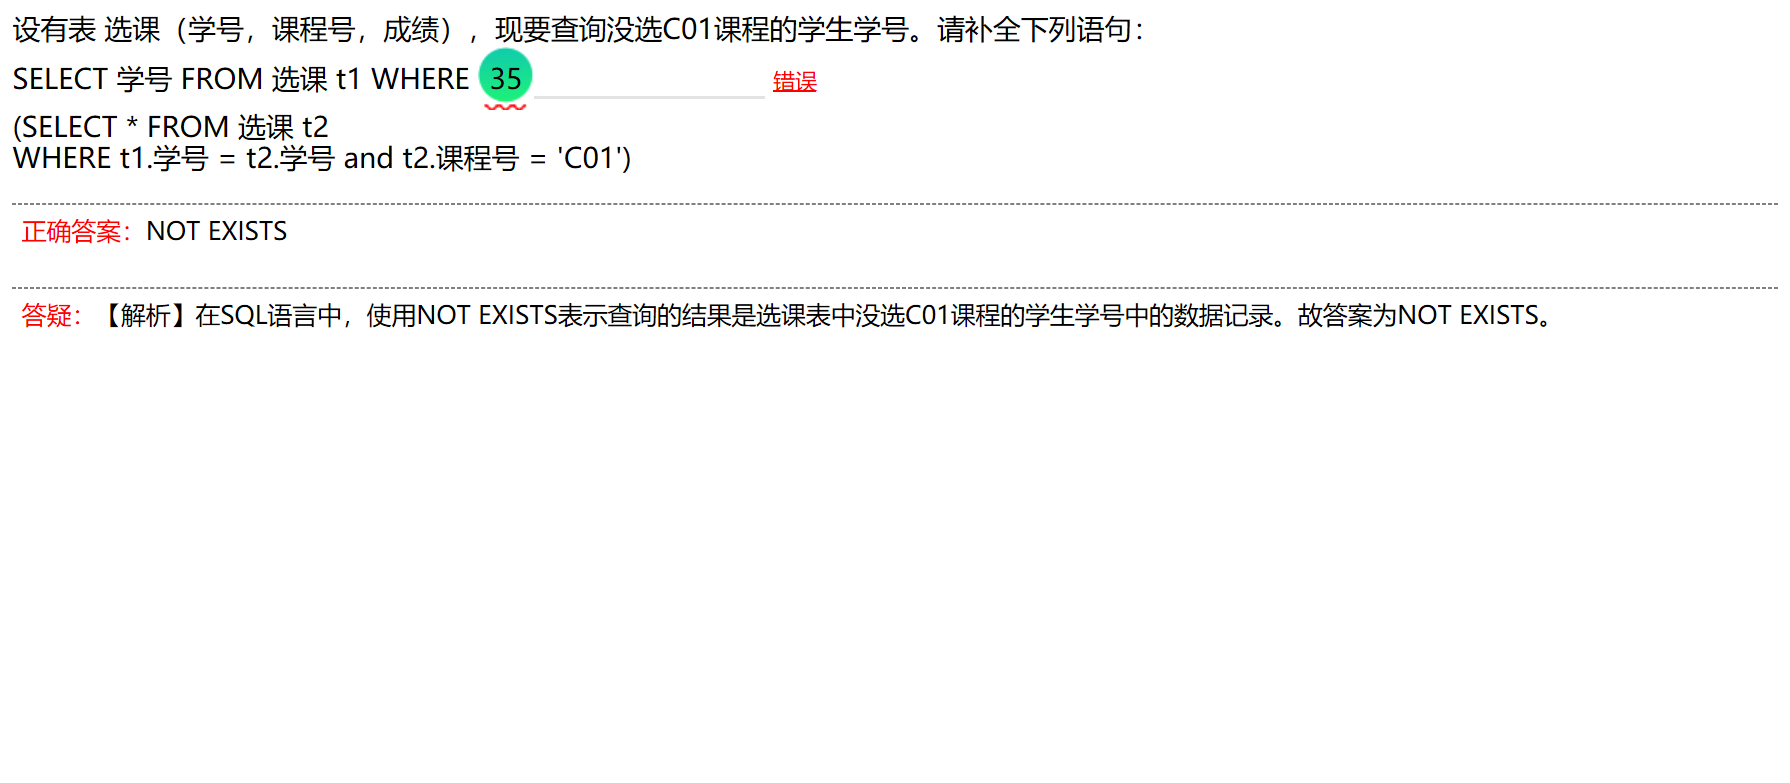 设有表 选课（学号，课程号，成绩），现要查询没选C01课程的学生学号。请补全下列语句：
SELECT 学号 FROM 选课 t1 WHERE 35 错误
(SELECT * FROM 选课 t2
WHERE t1.学号 = t2.学号 and t2.课程号 = 'C01')
正确答案：NOT EXISTS
答疑：【解析】在SQL语言中，使用NOT EXISTS表示查询的结果是选课表中没选C01课程的学生学号中的数据记录。故答案为NOT EXISTS。